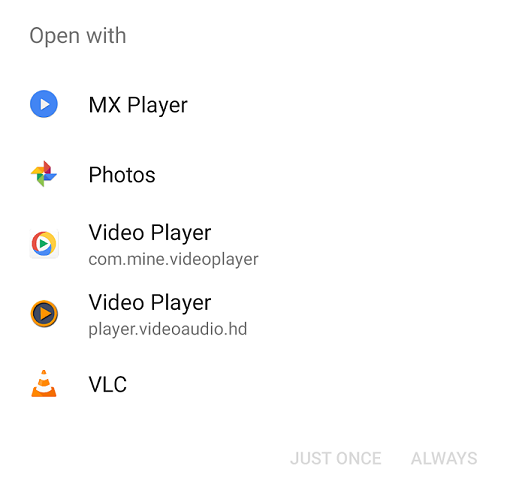 Open with
MX Player
Photos
Video Player
com.mine.videoplayer
Video Player
player.videoaudio.hd
VLC
JUST ONCE ALWAYS